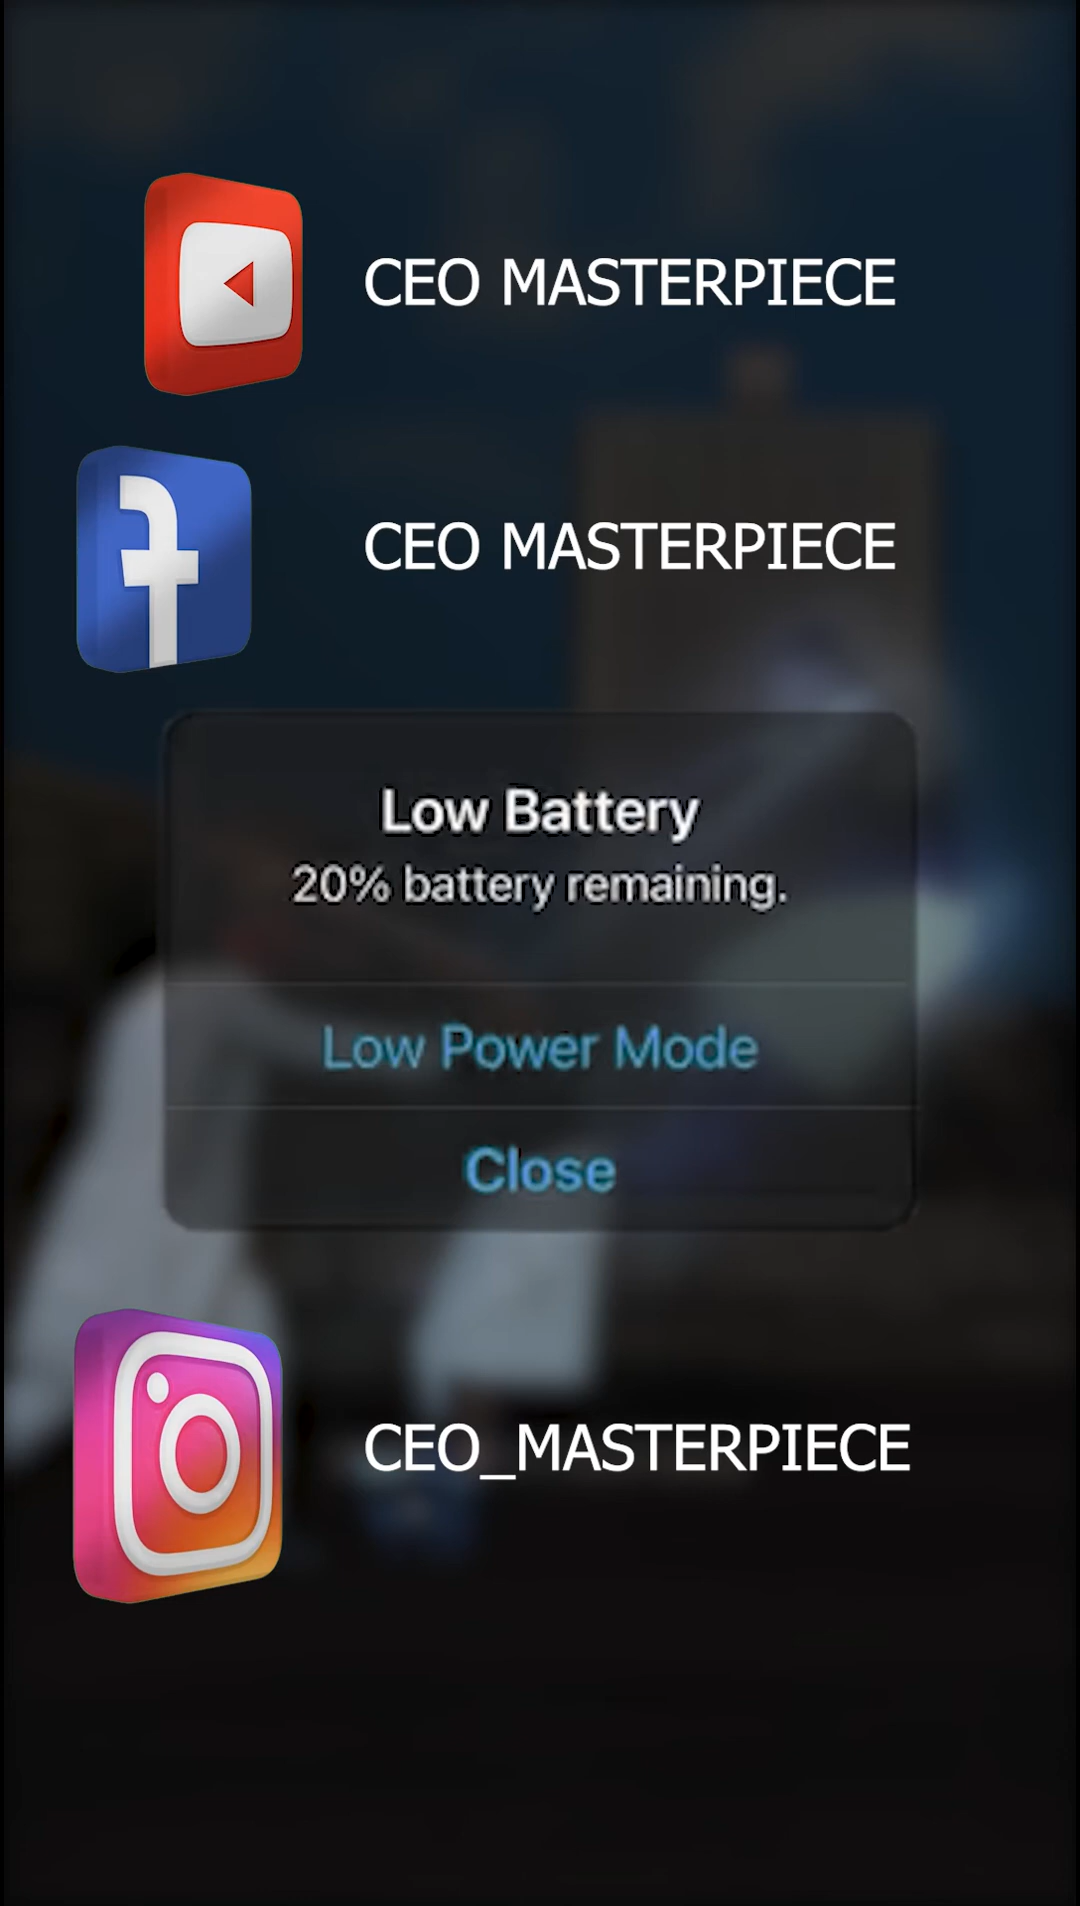 CEO MASTERPIECE
CEO MASTERPIECE
Low Battery
20% battery remaining.
Low Power Mode
Close
CEO_MASTERPIECE